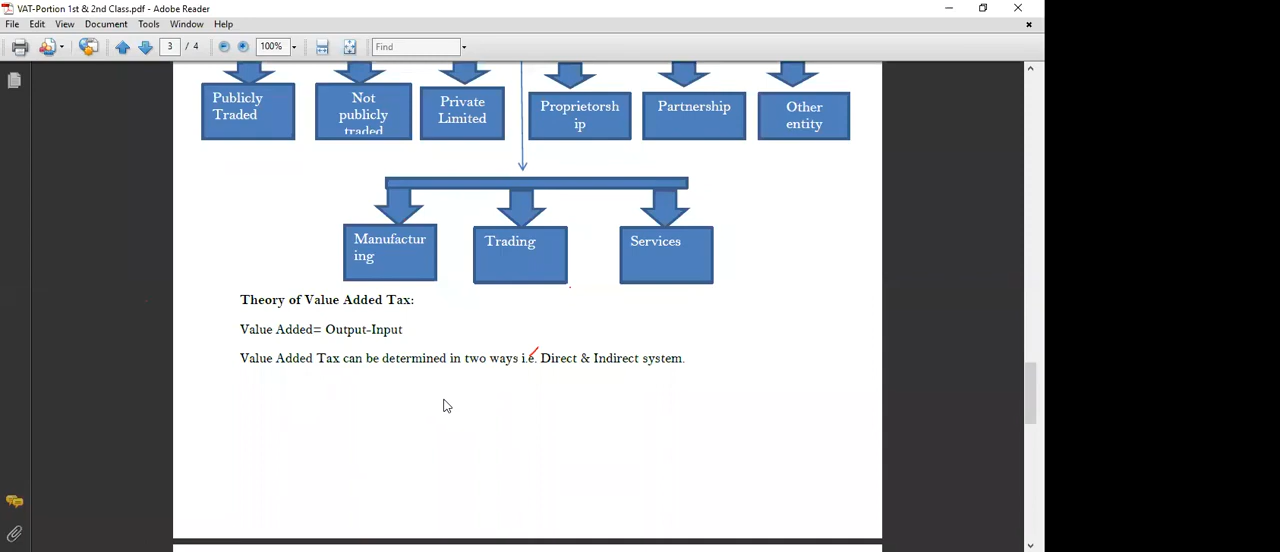 VAT-Portion 1st & 2nd Class.pdf - Adobe Reader
File Edit View Document Tools Window Help
3 / 4 100% Find
Publicly
Traded
Not
publicly
traded
Private
Limited
Proprietorsh
ip
Partnership
Other
entity
Manufactur
ing
Trading
Services
Theory of Value Added Tax:
Value Added= Output-Input
Value Added Tax can be determined in two ways i.e. Direct & Indirect system.